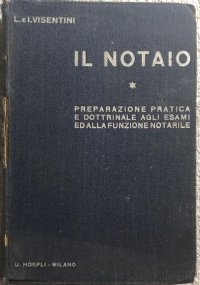 L. E I. VISENTINI
IL NOTAIO
*
PREPARAZIONE PRATICA
E DOTTRINALE AGLI ESAMI
ED ALLA FUNZIONE NOTARILE
U. HOEPLI - MILANO